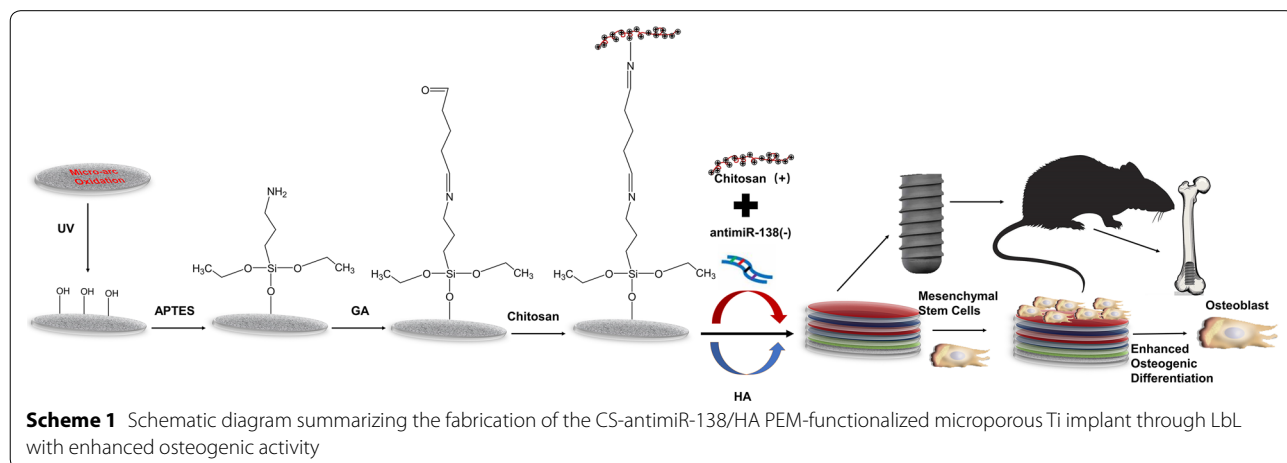 Micro-arc
Oxidation
UV
OH OH OH
APTES
NH2
Si
H3C O O CH3
O
GA
O
N
Si
H3C O O CH3
O
Chitosan
N
N
Si
H3C O O CH3
O
Chitosan (+)
antimiR-138(-)
HA
Mesenchymal
Stem Cells
Enhanced
Osteogenic
Differentiation
Osteoblast
Scheme 1 Schematic diagram summarizing the fabrication of the CS-antimiR-138/HA PEM-functionalized microporous Ti implant through LbL
with enhanced osteogenic activity